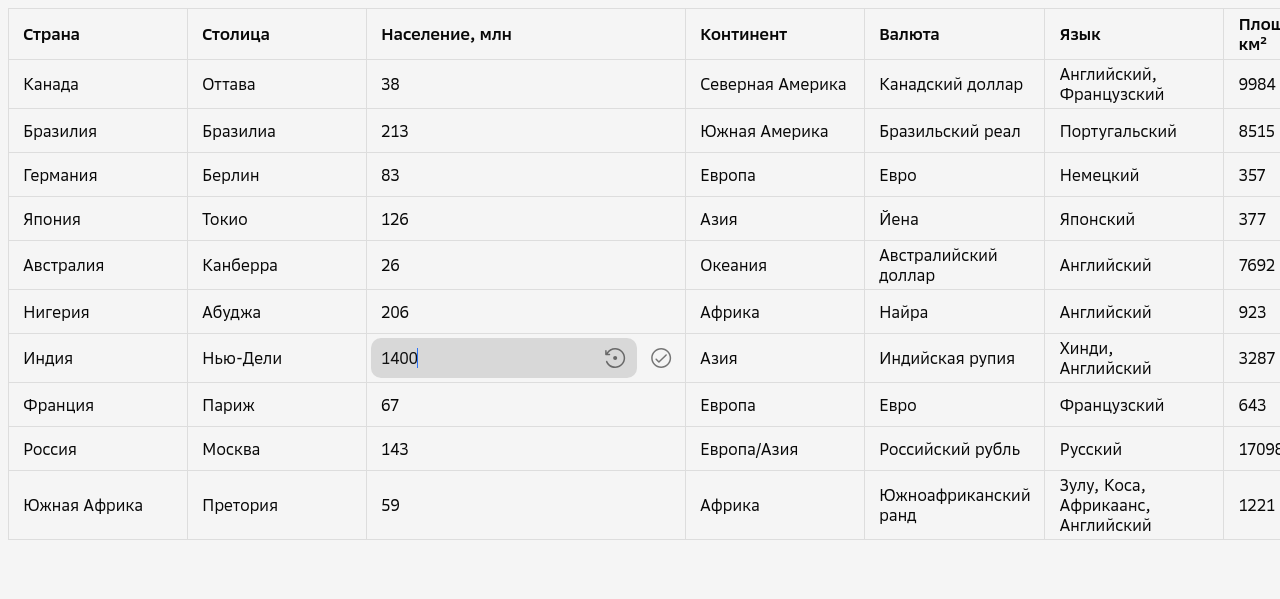 Страна Столица Население, млн Континент Валюта Язык
км²
Канада Оттава 38 Северная Америка Канадский доллар Английский,
Французский 9984
Бразилия Бразилиа 213 Южная Америка Бразильский реал Португальский 8515
Германия Берлин 83 Европа Евро Немецкий 357
Япония Токио 126 Азия Йена Японский 377
Австралия Канберра 26 Океания Австралийский
доллар Английский 7692
Нигерия Абуджа 206 Африка Найра Английский 923
Индия Нью-Дели 1400 Азия Индийская рупия Хинди,
Английский 3287
Франция Париж 67 Европа Евро Французский 643
Россия Москва 143 Европа/Азия Российский рубль Русский 17098
Южная Африка Претория 59 Африка Южноафриканский
ранд Зулу, Коса,
Африкаанс,
Английский 1221